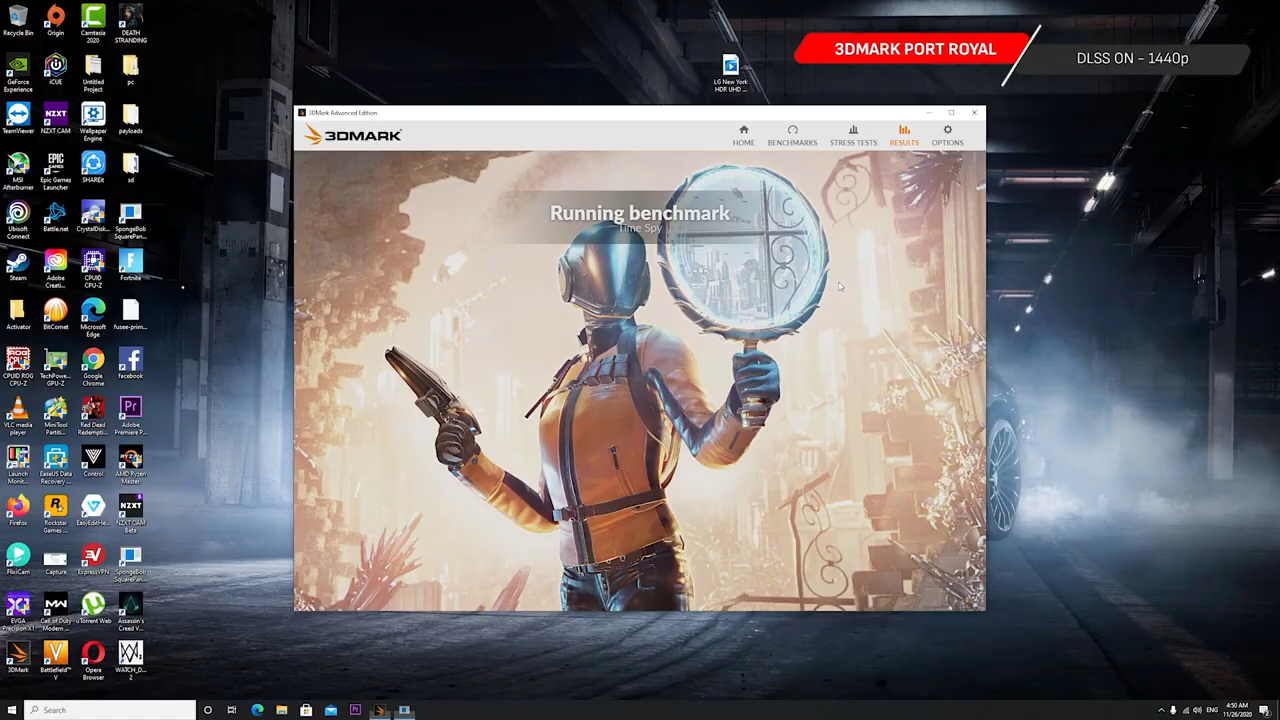 3DMARK PORT ROYAL
DLSS ON - 1440p
Recycle Bin
Origin
Camtasia 2020
DEATH STRANDING
GeForce Experience
iCUE
Untitled Project
pc
TeamViewer
NZXT CAM
Wallpaper Engine
payloads
MSI Afterburner
Epic Games Launcher
SHAREit
sd
Ubisoft Connect
Battle.net
CrystalDisk...
SpongeBob SquarePan...
Steam
Adobe Creati...
CPUID CPU-Z
Fortnite
Activator
BitComet
Microsoft Edge
fusee-prim...
CPUID ROG CPU-Z
TechPowe... GPU-Z
Google Chrome
facebook
VLC media player
MiniTool Partiti...
Red Dead Redempti...
Adobe Premiere P...
Launch Monit...
EaseUS Data Recovery ...
Control
AMD Ryzen Master
Firefox
Rockstar Games ...
EasyEditHe...
NZXT CAM Beta
FlixiCam
Capture
ExpressVPN
SpongeBob SquarePan...
EVGA Precision X1
Call of Duty Modern ...
uTorrent Web
Assassin's Creed V...
3DMark
Battlefield™ V
Opera Browser
WATCH_D... 2
LG New York HDR UHD ...
3DMark Advanced Edition
3DMARK
HOME
BENCHMARKS
STRESS TESTS
RESULTS
OPTIONS
Running benchmark
Time Spy
Search
ENG
4:50 AM
11/26/2020